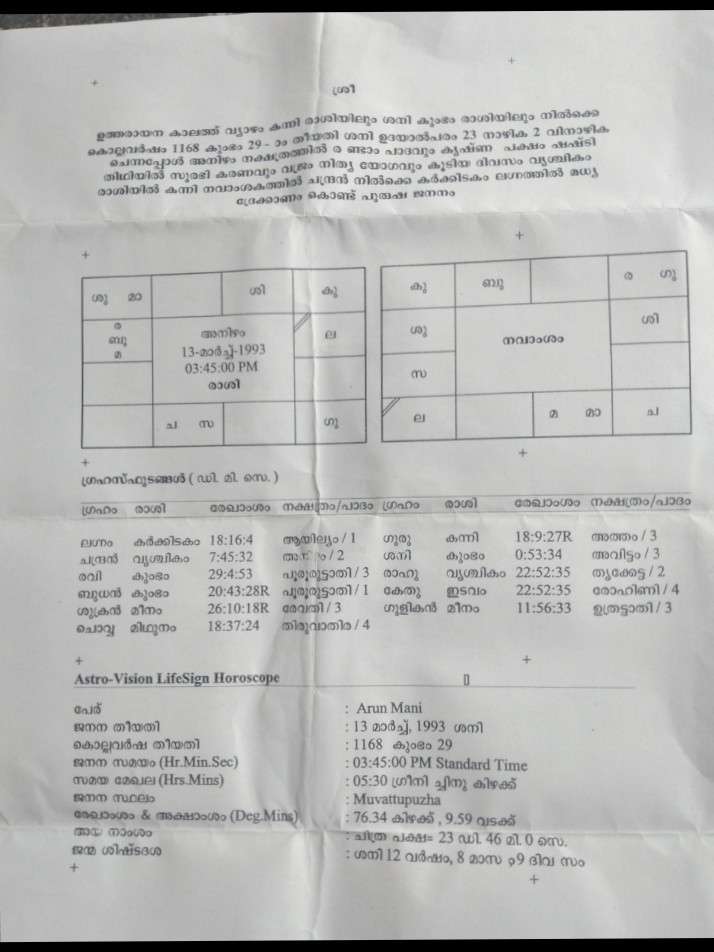 ശ്രീ
ഉത്തരായന കാലത്ത് വ്യാഴം കന്നി രാശിയിലും ശനി കുംഭം രാശിയിലും നിൽക്കെ
കൊല്ലവർഷം 1168 കുംഭം 29 - ാം തീയതി ശനി ഉദയാൽപരം 23 നാഴിക 2 വിനാഴിക
ചെന്നപ്പോൾ അനിഴം നക്ഷത്രത്തിൽ ര ണ്ടാം പാദവും കൃഷ്ണ പക്ഷം ഷഷ്ടി
തിഥിയിൽ സുരഭി കരണവും വജ്രം നിത്യ യോഗവും കൂടിയ ദിവസം വൃശ്ചികം
രാശിയിൽ കന്നി നവാംശകത്തിൽ ചന്ദ്രൻ നിൽക്കെ കർക്കിടകം ലഗ്നത്തിൽ മധ്യ
ദ്രേക്കാണം കൊണ്ട് പുരുഷ ജനനം
ശു മാ ശി കു
ര ല
ബു
മ
അനിഴം
13-മാർച്ച്-1993
03:45:00 PM
രാശി
ച സ ഗു
കു ബു ര ഗു
ശു ശി
നവാംശം
സ
ല മ മാ ച
ഗ്രഹസ്ഫുടങ്ങൾ ( ഡി. മി. സെ. )
ഗ്രഹം രാശി രേഖാംശം നക്ഷത്രം/പാദം ഗ്രഹം രാശി രേഖാംശം നക്ഷത്രം/പാദം
ലഗ്നം കർക്കിടകം 18:16:4 ആയില്യം / 1 ഗുരു കന്നി 18:9:27R അത്തം / 3
ചന്ദ്രൻ വൃശ്ചികം 7:45:32 / 2 ശനി കുംഭം 0:53:34 അവിട്ടം / 3
രവി കുംഭം 29:4:53 പൂരുരുട്ടാതി / 3 രാഹു വൃശ്ചികം 22:52:35 തൃക്കേട്ട / 2
ബുധൻ കുംഭം 20:43:28R പൂരുരുട്ടാതി / 1 കേതു ഇടവം 22:52:35 രോഹിണി / 4
ശുക്രൻ മീനം 26:10:18R രേവതി / 3 ഗുളികൻ മീനം 11:56:33 ഉത്രട്ടാതി / 3
ചൊവ്വ മിഥുനം 18:37:24 തിരുവാതിര / 4
Astro-Vision LifeSign Horoscope
പേര് : Arun Mani
ജനന തീയതി : 13 മാർച്ച്, 1993 ശനി
കൊല്ലവർഷ തീയതി : 1168 കുംഭം 29
ജനന സമയം (Hr.Min.Sec) : 03:45:00 PM Standard Time
സമയ മേഖല (Hrs.Mins) : 05:30 ഗ്രീനി ച്ചിനു കിഴക്ക്
ജനന സ്ഥലം : Muvattupuzha
രേഖാംശം & അക്ഷാംശം (Deg.Mins) : 76.34 കിഴക്ക് , 9.59 വടക്ക്
നാംശം : ചിത്ര പക്ഷ= 23 ഡി. 46 മി. 0 സെ.
ജന്മ ശിഷ്ടദശ : ശനി 12 വർഷം, 8 മാസ 9 ദിവ സം